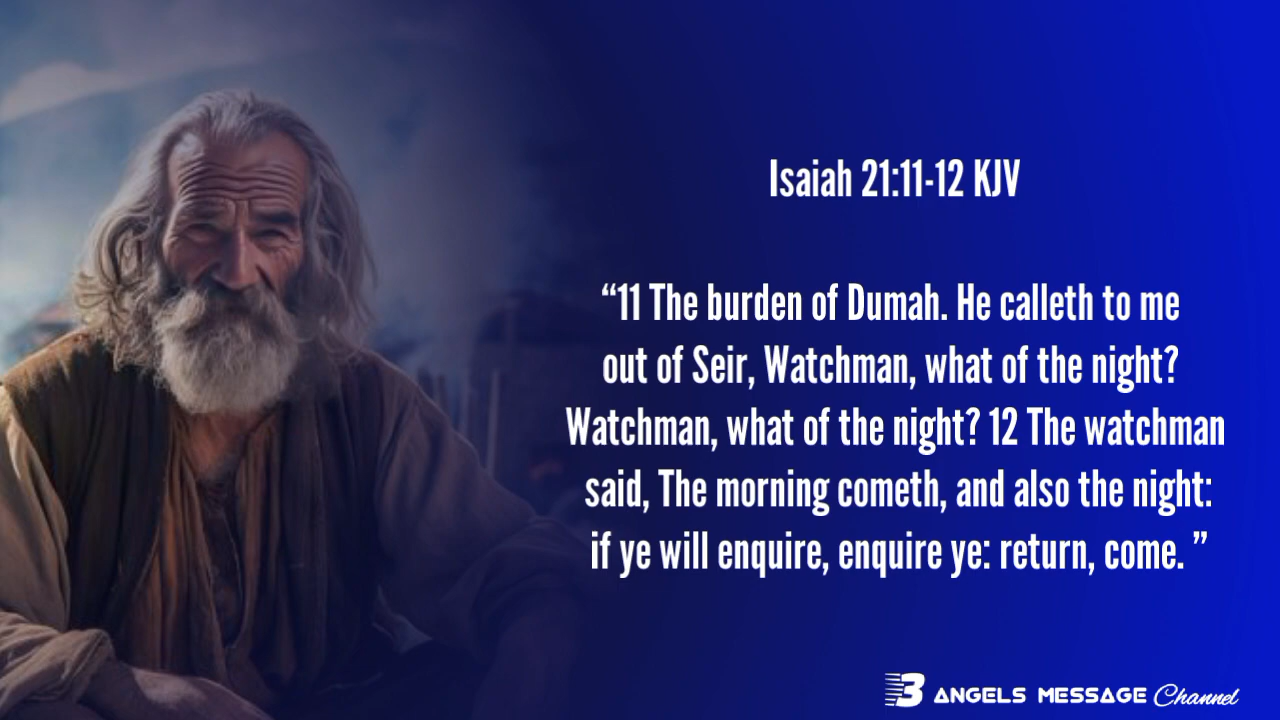 Isaiah 21:11-12 KJV
“11 The burden of Dumah. He calleth to me
out of Seir, Watchman, what of the night?
Watchman, what of the night? 12 The watchman
said, The morning cometh, and also the night:
if ye will enquire, enquire ye: return, come. ”
3 ANGELS MESSAGE Channel